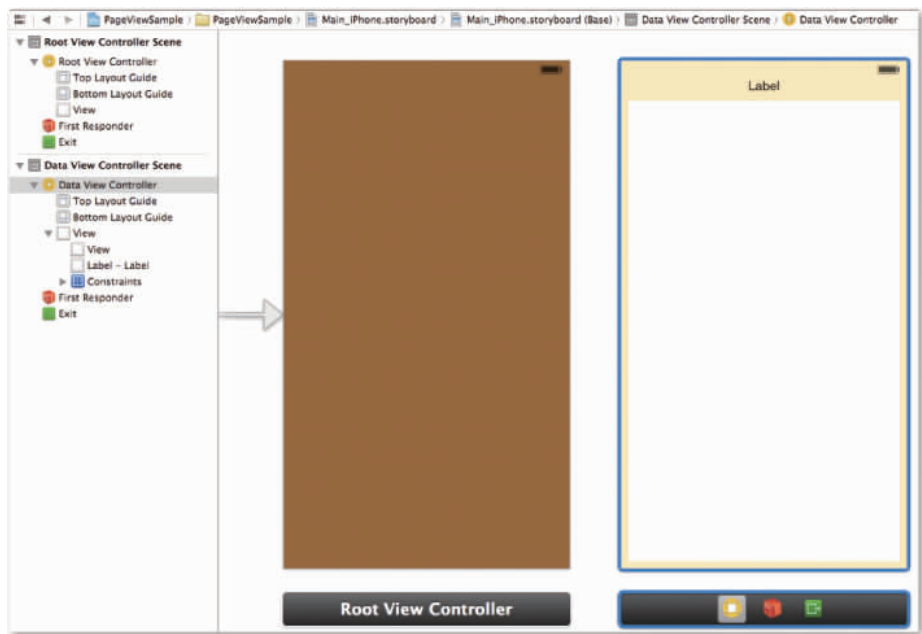 PageViewSample PageViewSample Main_iPhone.storyboard Main_iPhone.storyboard (Base) Data View Controller Scene Data View Controller
Root View Controller Scene
Root View Controller
Top Layout Guide
Bottom Layout Guide
View
First Responder
Exit
Data View Controller Scene
Data View Controller
Top Layout Guide
Bottom Layout Guide
View
View
Label - Label
Constraints
First Responder
Exit
Label
Root View Controller